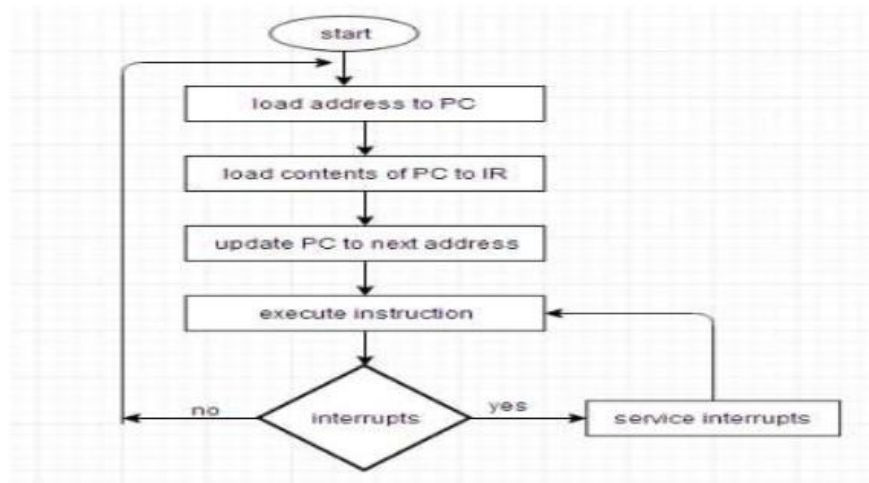 start
load address to PC
load contents of PC to IR
update PC to next address
execute instruction
no
interrupts
yes
service interrupts